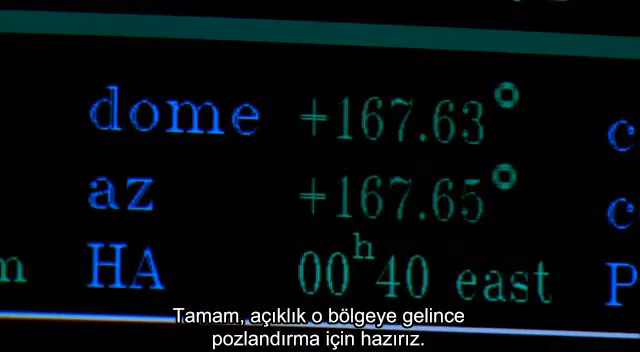 dome +167.63° c
az +167.65° c
m HA 00h40 east P
Tamam, açıklık o bölgeye gelince
pozlandırma için hazırız.